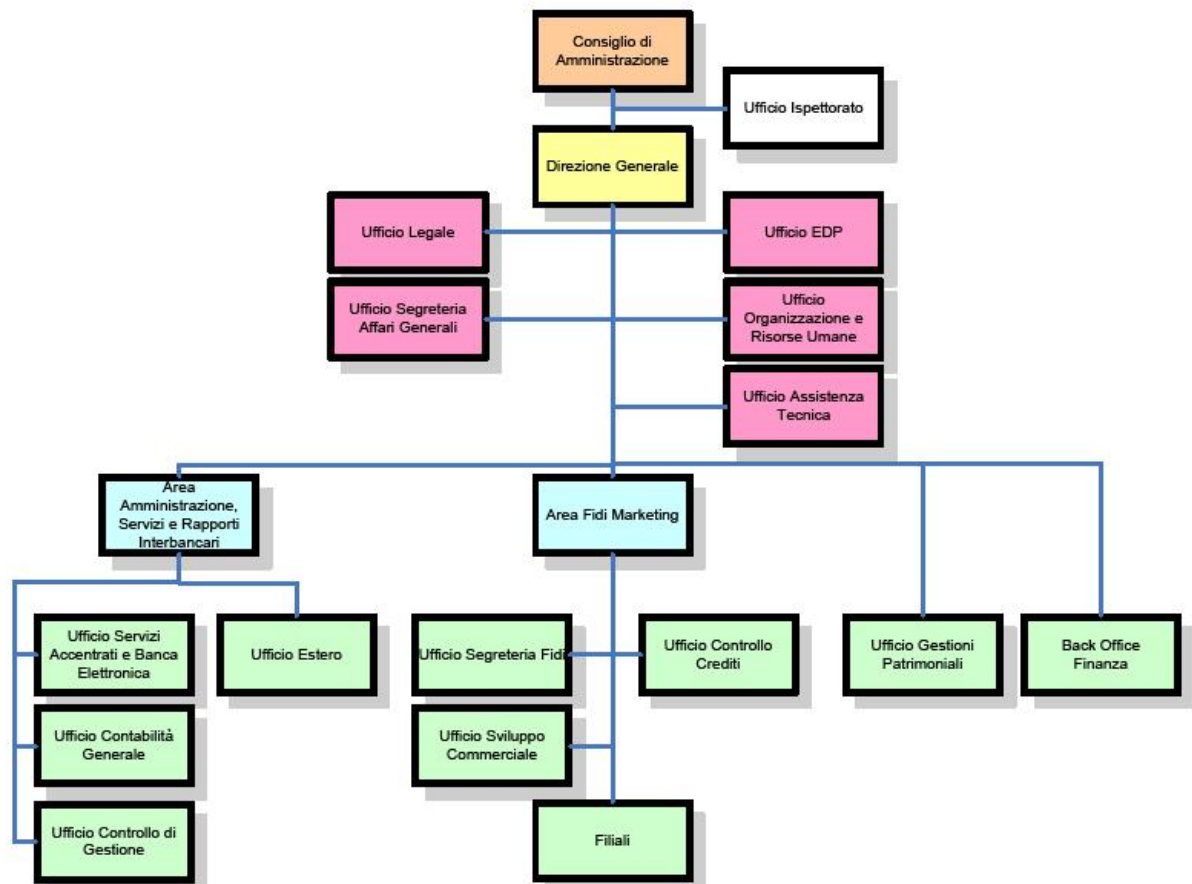 Consiglio di
Amministrazione
Ufficio Ispettorato
Direzione Generale
Ufficio Legale
Ufficio EDP
Ufficio Segreteria
Affari Generali
Ufficio
Organizzazione e
Risorse Umane
Ufficio Assistenza
Tecnica
Area
Amministrazione,
Servizi e Rapporti
Interbancari
Area Fidi Marketing
Ufficio Servizi
Accentrati e Banca
Elettronica
Ufficio Estero
Ufficio Segreteria Fidi
Ufficio Controllo
Crediti
Ufficio Gestioni
Patrimoniali
Back Office
Finanza
Ufficio Contabilità
Generale
Ufficio Sviluppo
Commerciale
Ufficio Controllo di
Gestione
Filiali